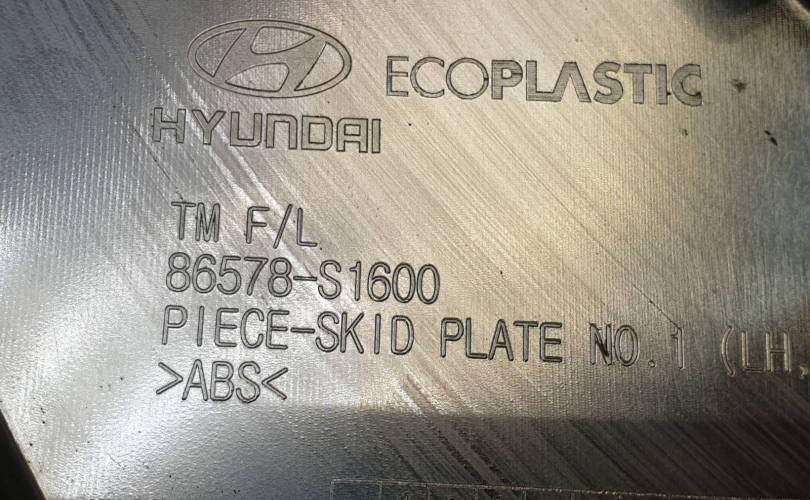 HYUNDAI
ECOPLASTIC
TM F/L
86578-S1600
PIECE-SKID PLATE NO.1 (LH,
>ABS<